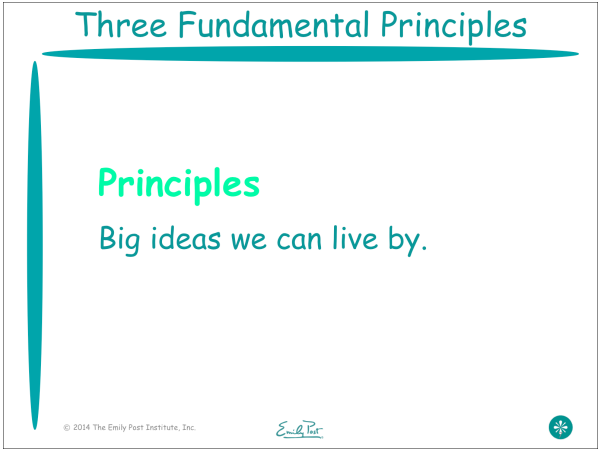 Three Fundamental Principles
Principles
Big ideas we can live by.
© 2014 The Emily Post Institute, Inc.
Emily Post